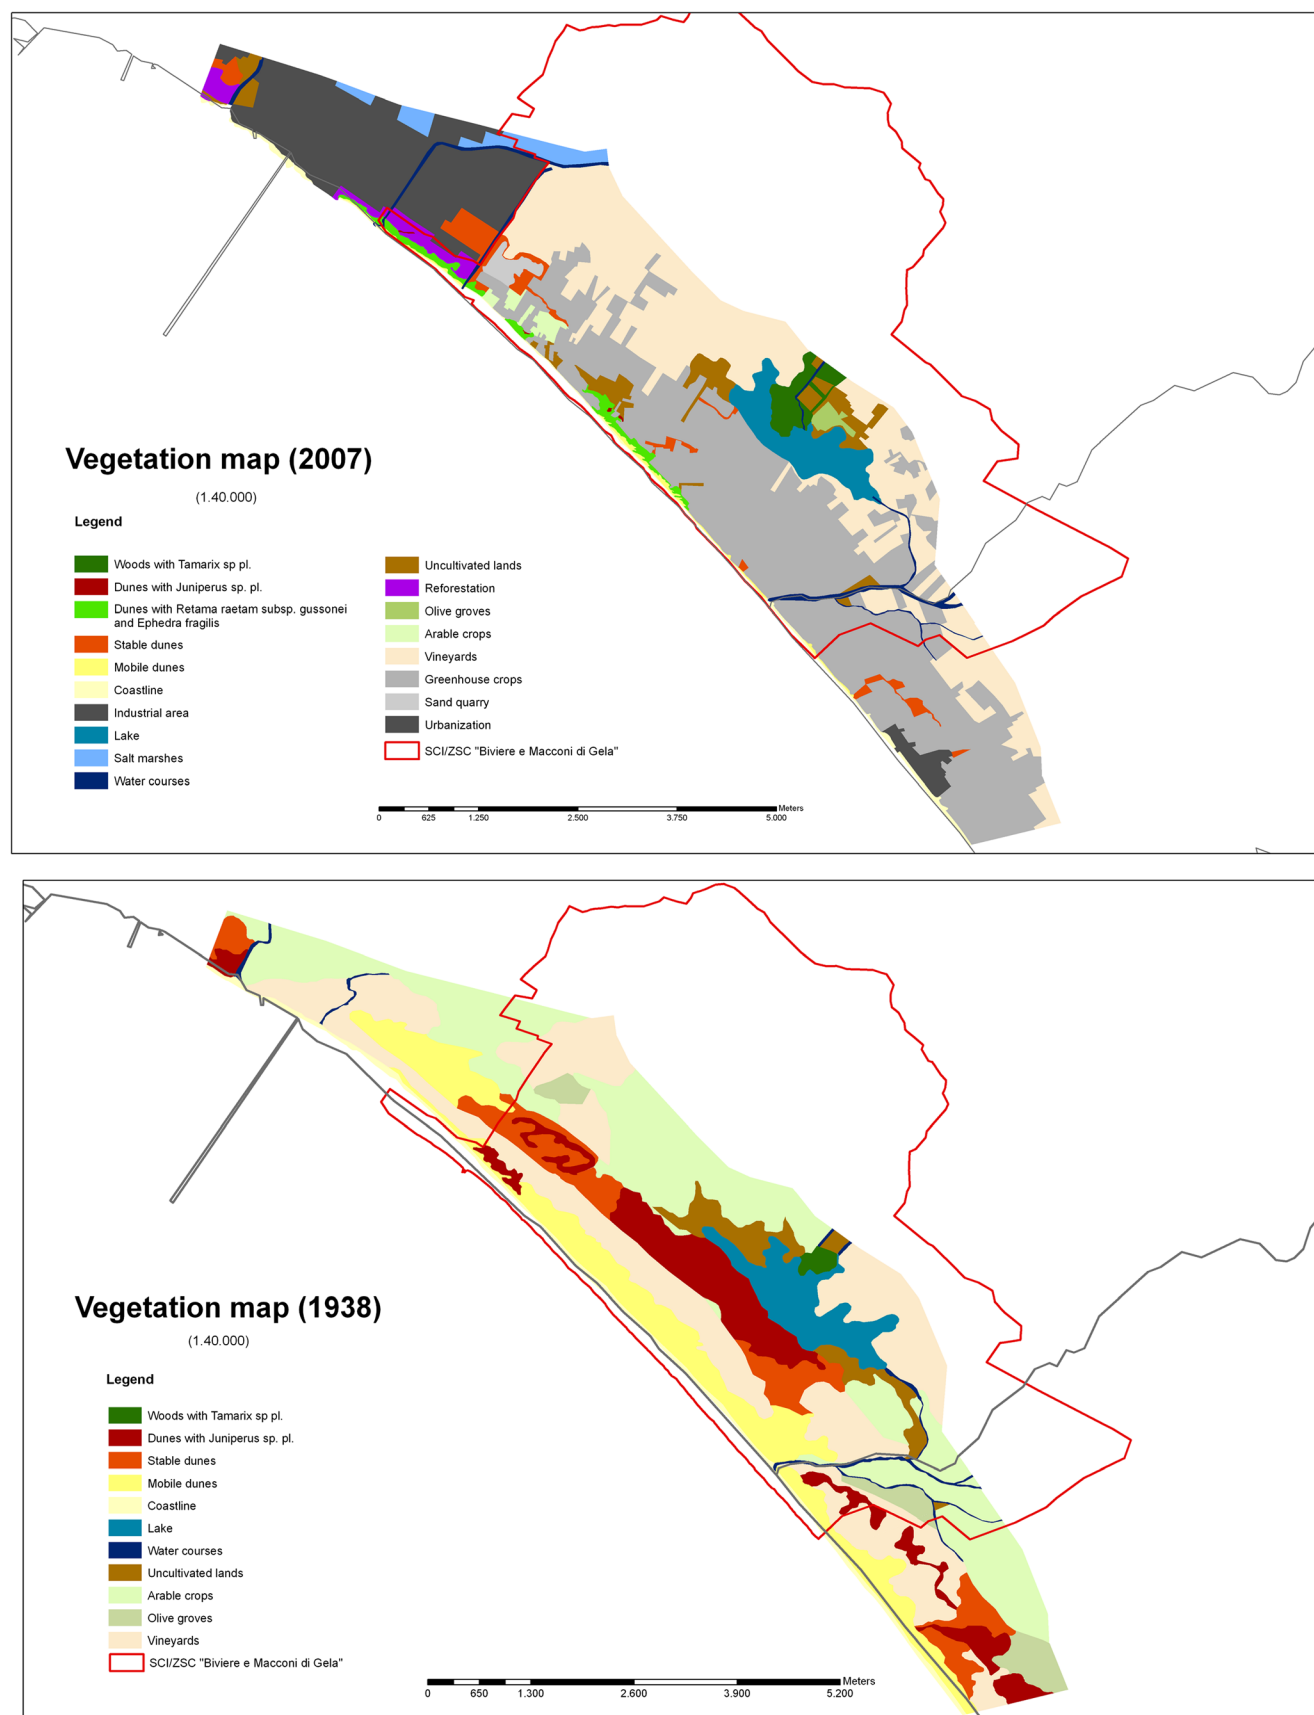 Vegetation map (2007)
(1:40.000)
Legend
Woods with Tamarix sp pl.
Dunes with Juniperus sp. pl.
Dunes with Retama raetam subsp. gussonei
and Ephedra fragilis
Stable dunes
Mobile dunes
Coastline
Industrial area
Lake
Salt marshes
Water courses
Uncultivated lands
Reforestation
Olive groves
Arable crops
Vineyards
Greenhouse crops
Sand quarry
Urbanization
SCI/ZSC "Biviere e Macconi di Gela"
Meters
0 625 1.250 2.500 3.750 5.000
Vegetation map (1938)
(1:40.000)
Legend
Woods with Tamarix sp pl.
Dunes with Juniperus sp. pl.
Stable dunes
Mobile dunes
Coastline
Lake
Water courses
Uncultivated lands
Arable crops
Olive groves
Vineyards
SCI/ZSC "Biviere e Macconi di Gela"
Meters
0 650 1.300 2.600 3.900 5.200